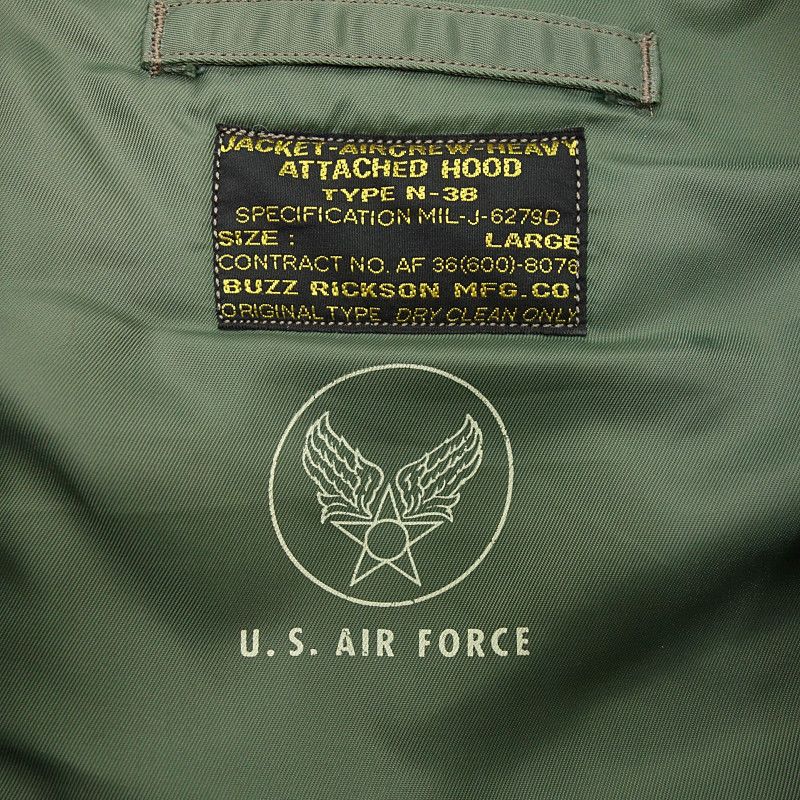 JACKET-AIRCREW-HEAVY
ATTACHED HOOD
TYPE N-3B
SPECIFICATION MIL-J-6279D
SIZE : LARGE
CONTRACT NO. AF 36(600)-8076
BUZZ RICKSON MFG.CO.
ORIGINAL TYPE DRY CLEAN ONLY
U.S. AIR FORCE